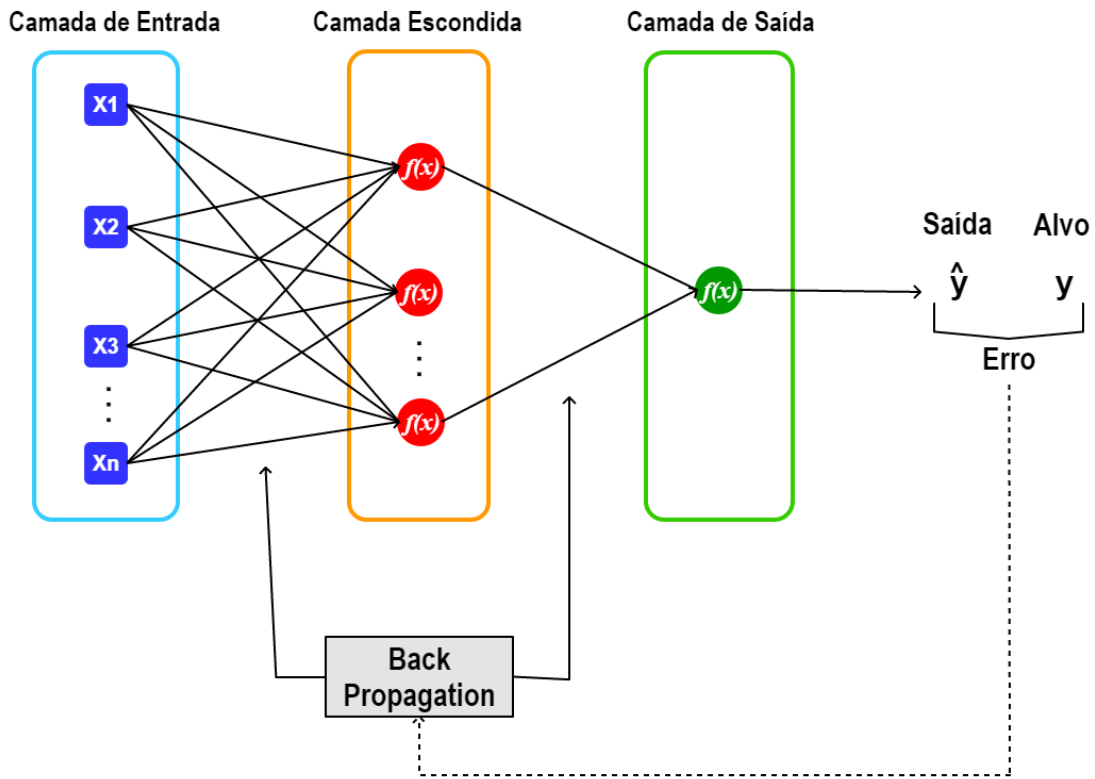 Camada de Entrada
Camada Escondida
Camada de Saída
X1
X2
X3
Xn
f(x)
f(x)
f(x)
f(x)
Saída
Alvo
ŷ
y
Erro
Back
Propagation